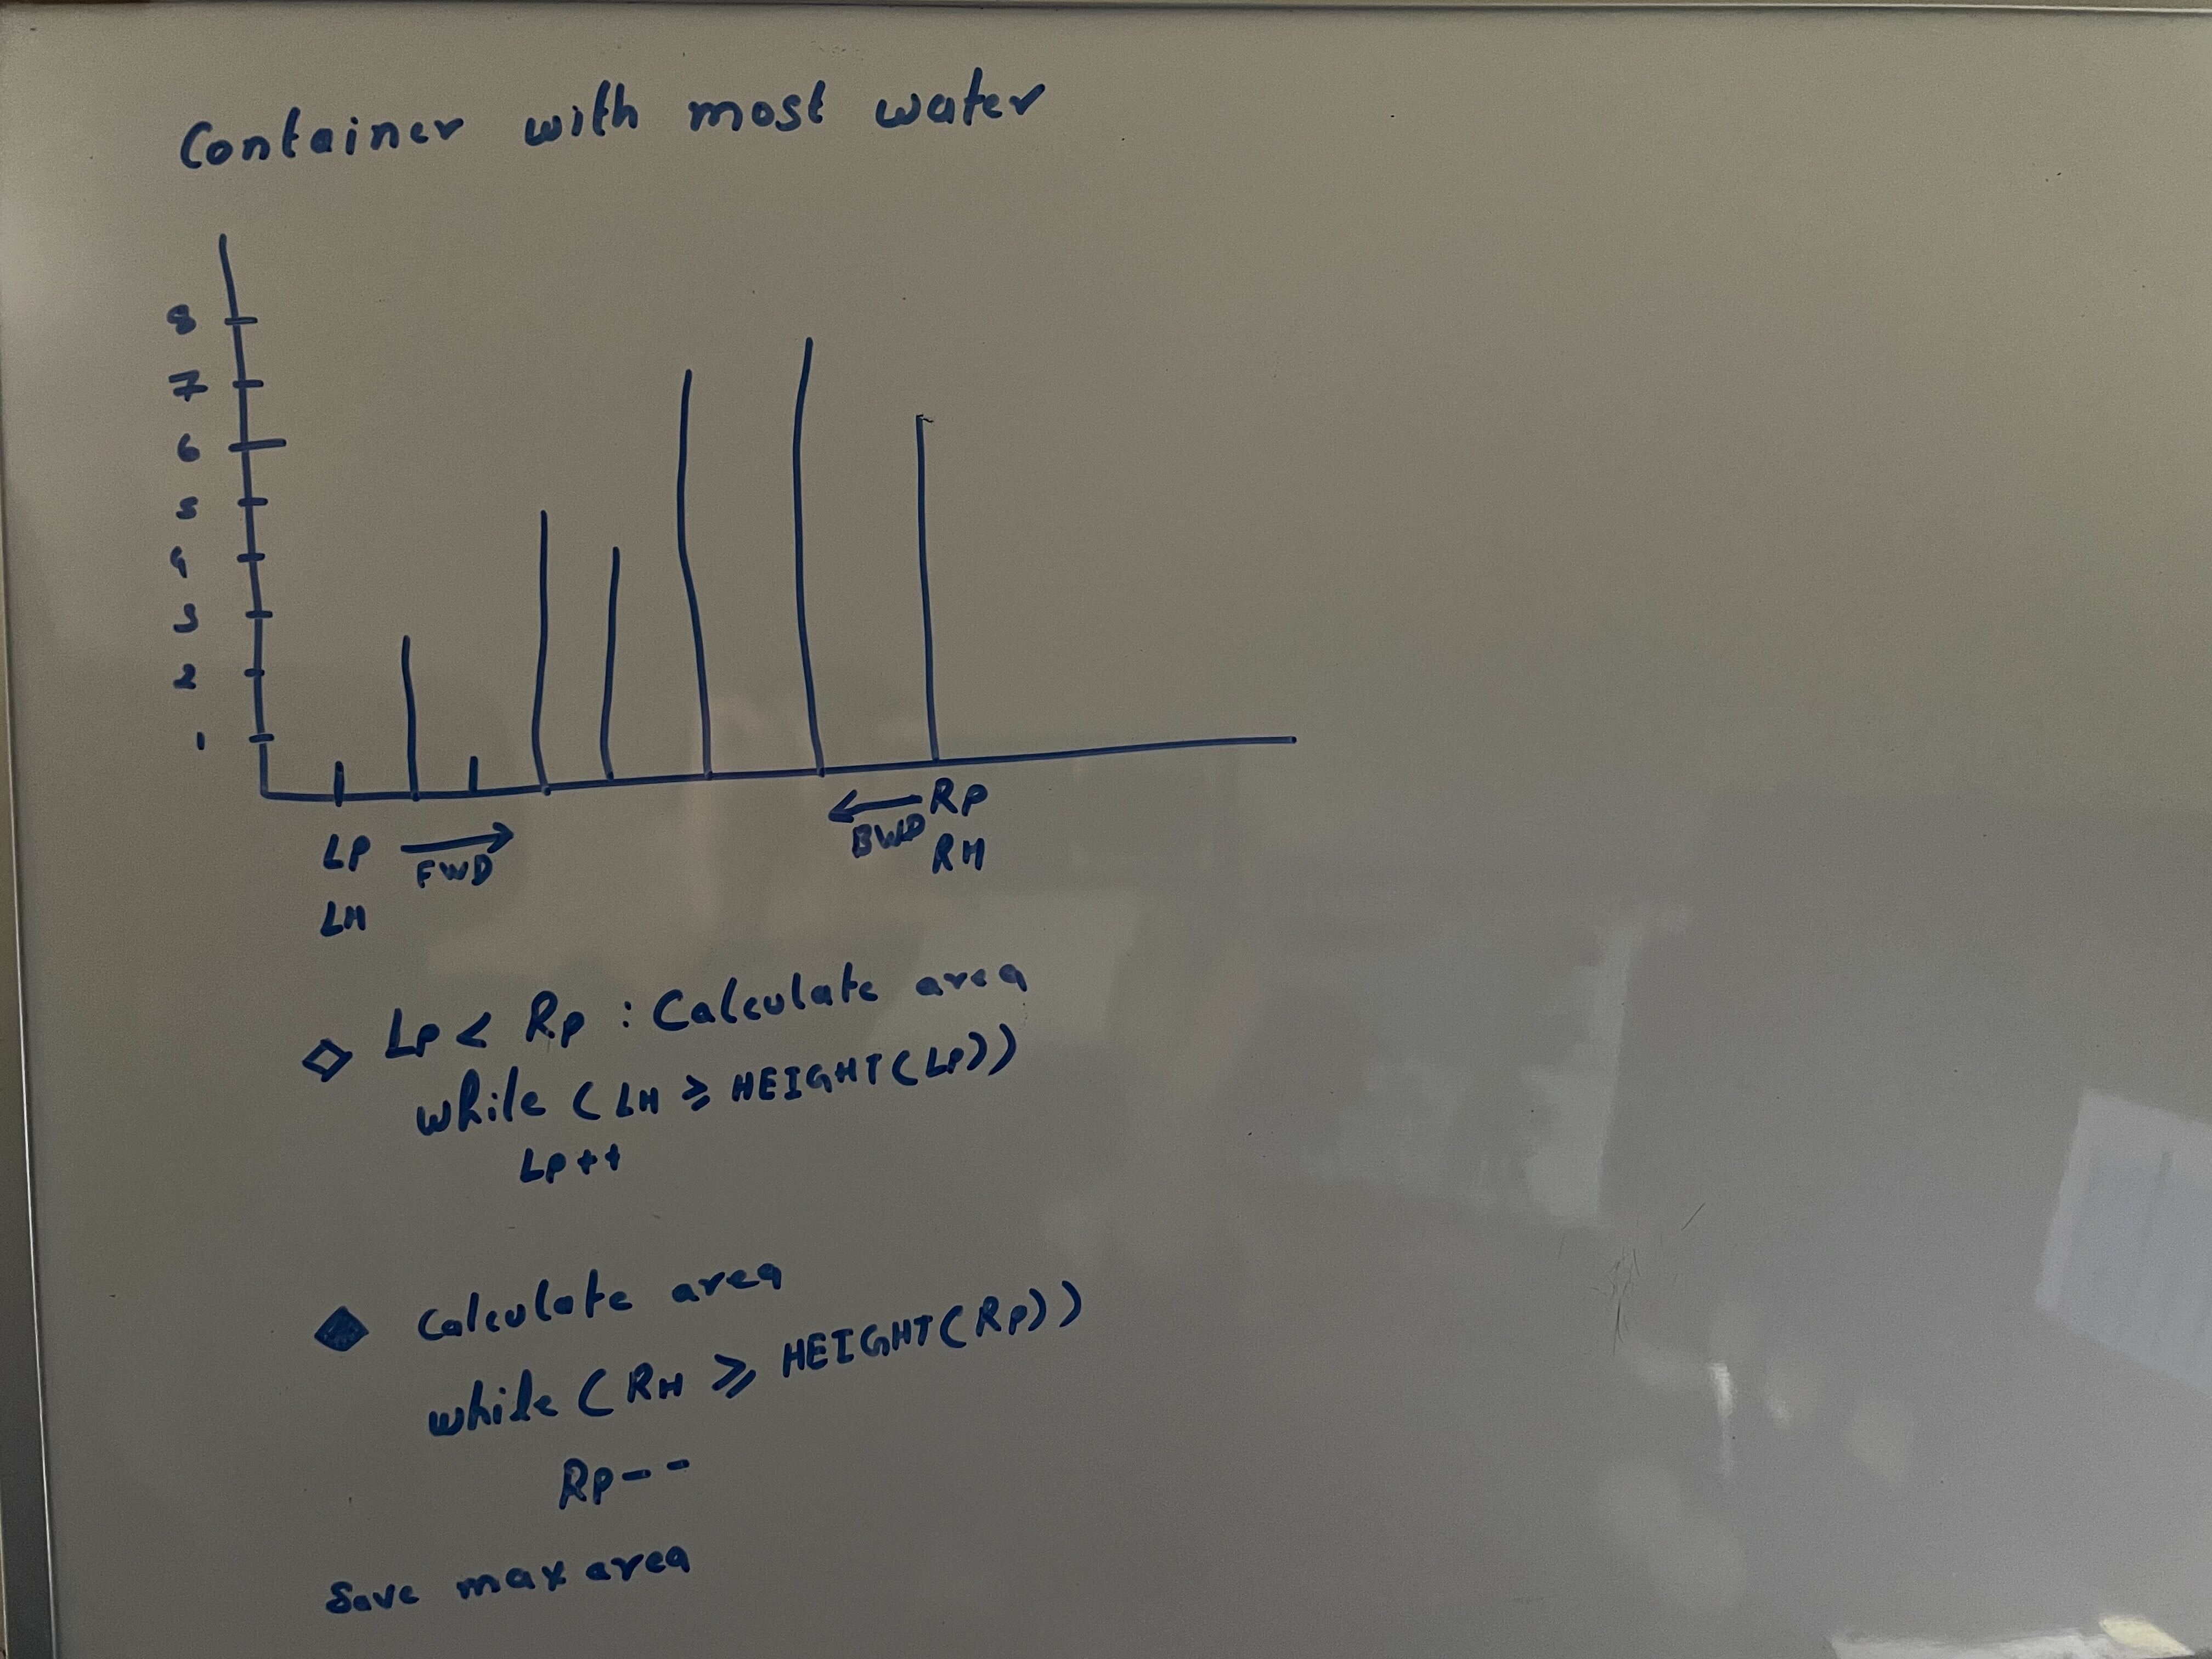 Container with most water
8
7
6
5
4
3
2
1
LP FWD
LH
BWD RP
RH
LP < RP : Calculate area
while ( LH ≥ HEIGHT(LP))
LP++
Calculate area
while ( RH ≥ HEIGHT(RP))
RP--
Save max area